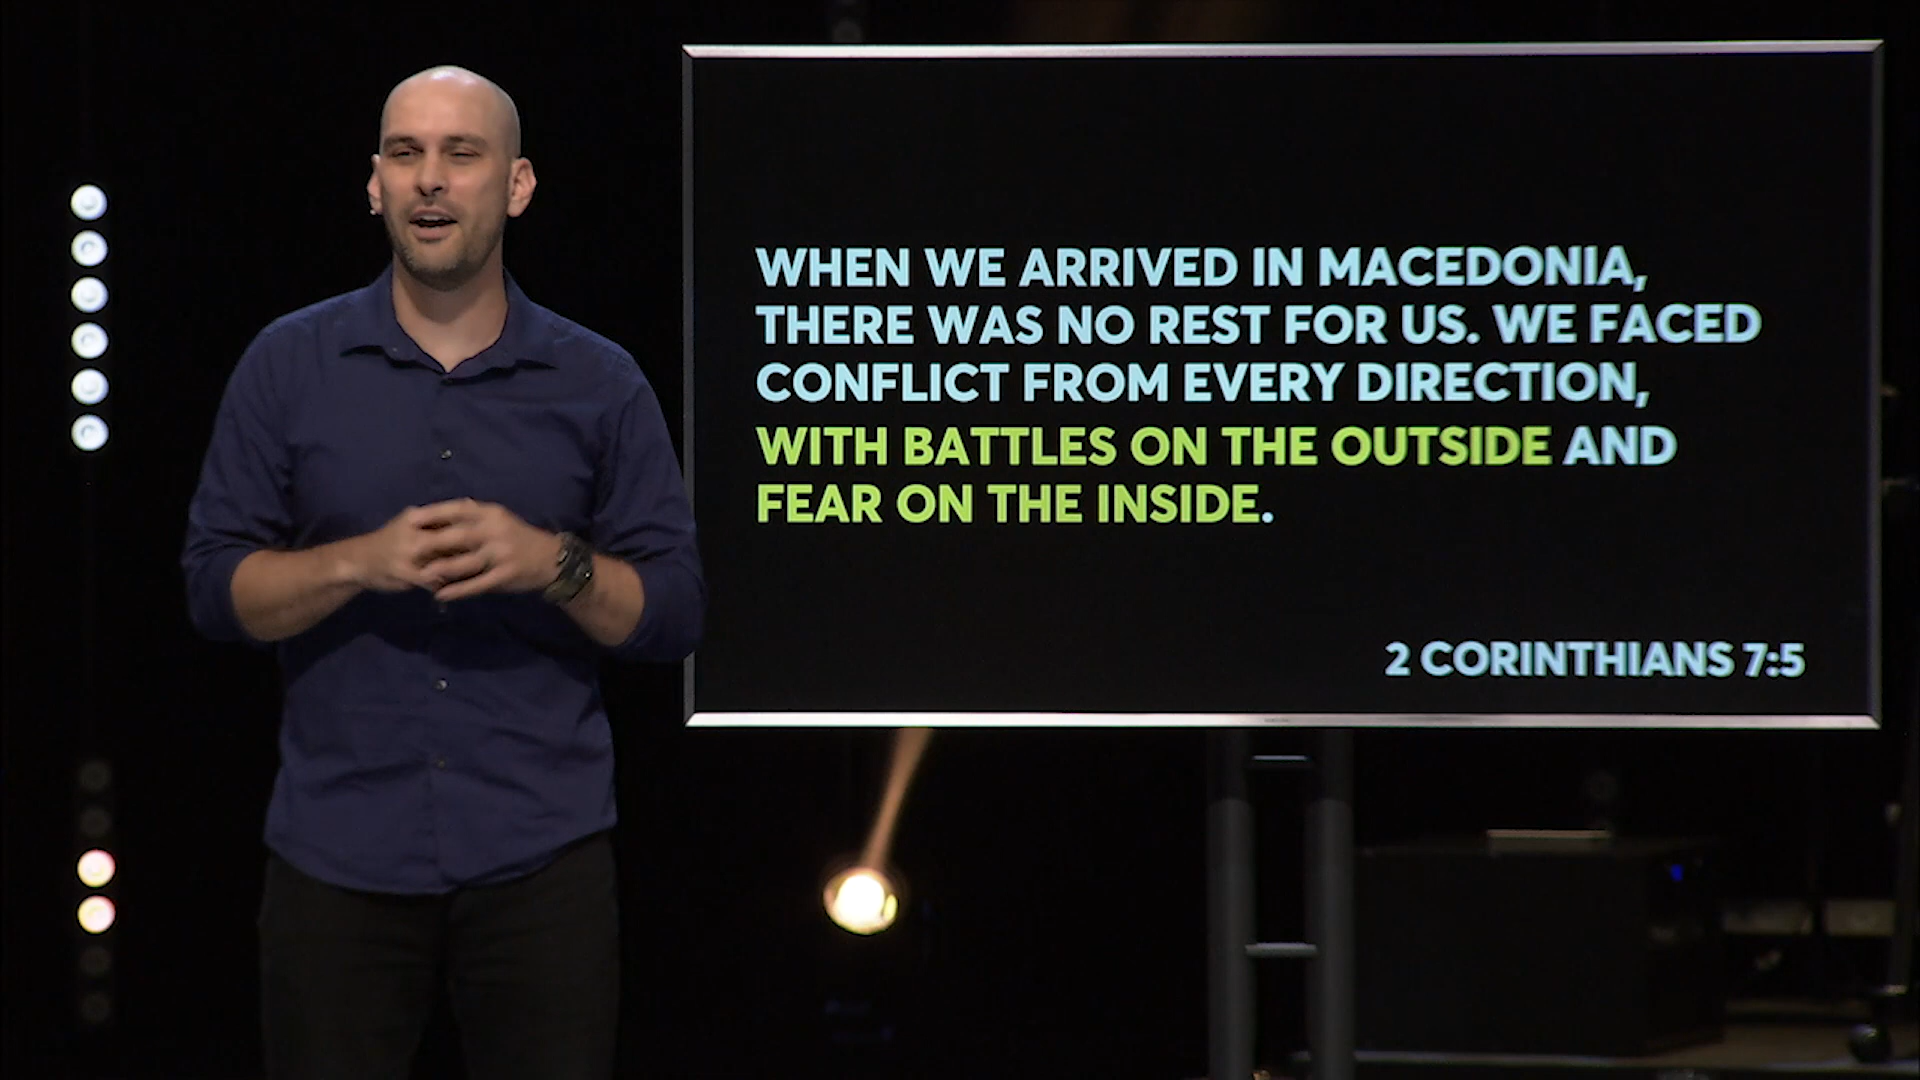 WHEN WE ARRIVED IN MACEDONIA,
THERE WAS NO REST FOR US. WE FACED
CONFLICT FROM EVERY DIRECTION,
WITH BATTLES ON THE OUTSIDE AND
FEAR ON THE INSIDE.
2 CORINTHIANS 7:5